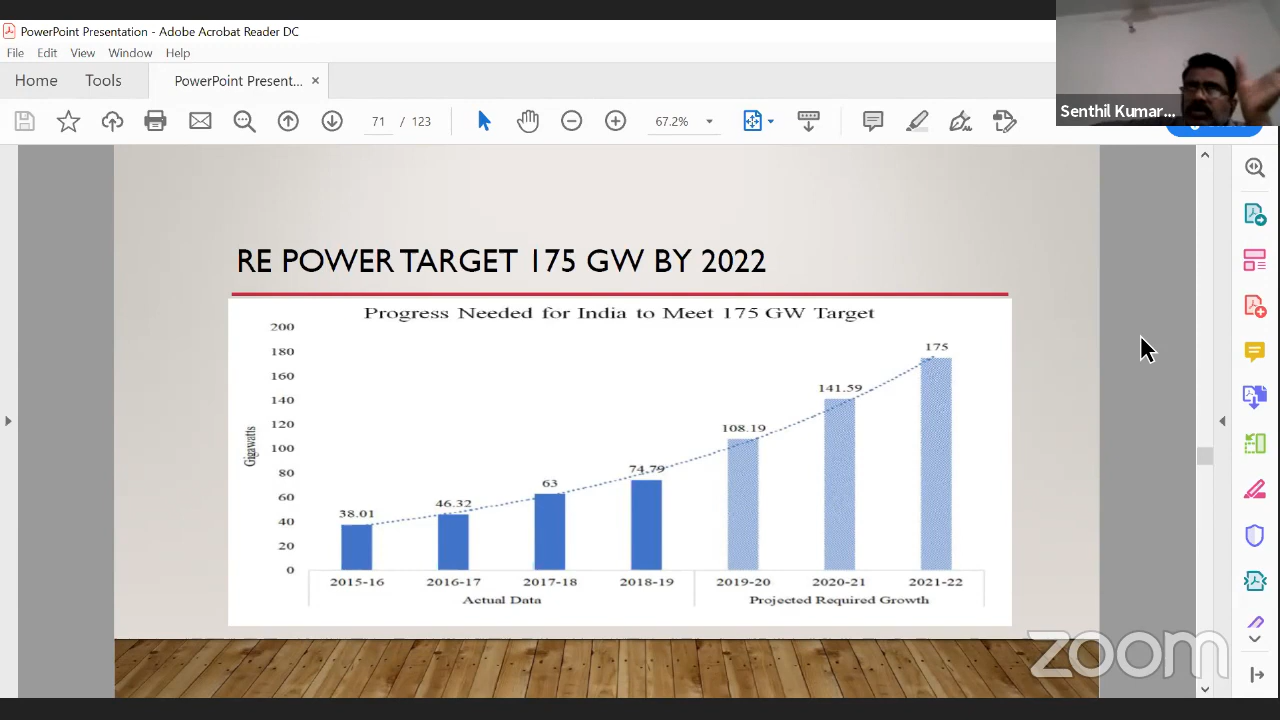 PowerPoint Presentation - Adobe Acrobat Reader DC
File Edit View Window Help
Home Tools PowerPoint Present... ×
71 / 123 67.2%
Senthil Kumar...
RE POWER TARGET 175 GW BY 2022
Progress Needed for India to Meet 175 GW Target
Gigawatts
200
180
160
140
120
100
80
60
40
20
0
38.01
46.32
63
74.79
108.19
141.59
175
2015-16 2016-17 2017-18 2018-19 2019-20 2020-21 2021-22
Actual Data Projected Required Growth
zoom